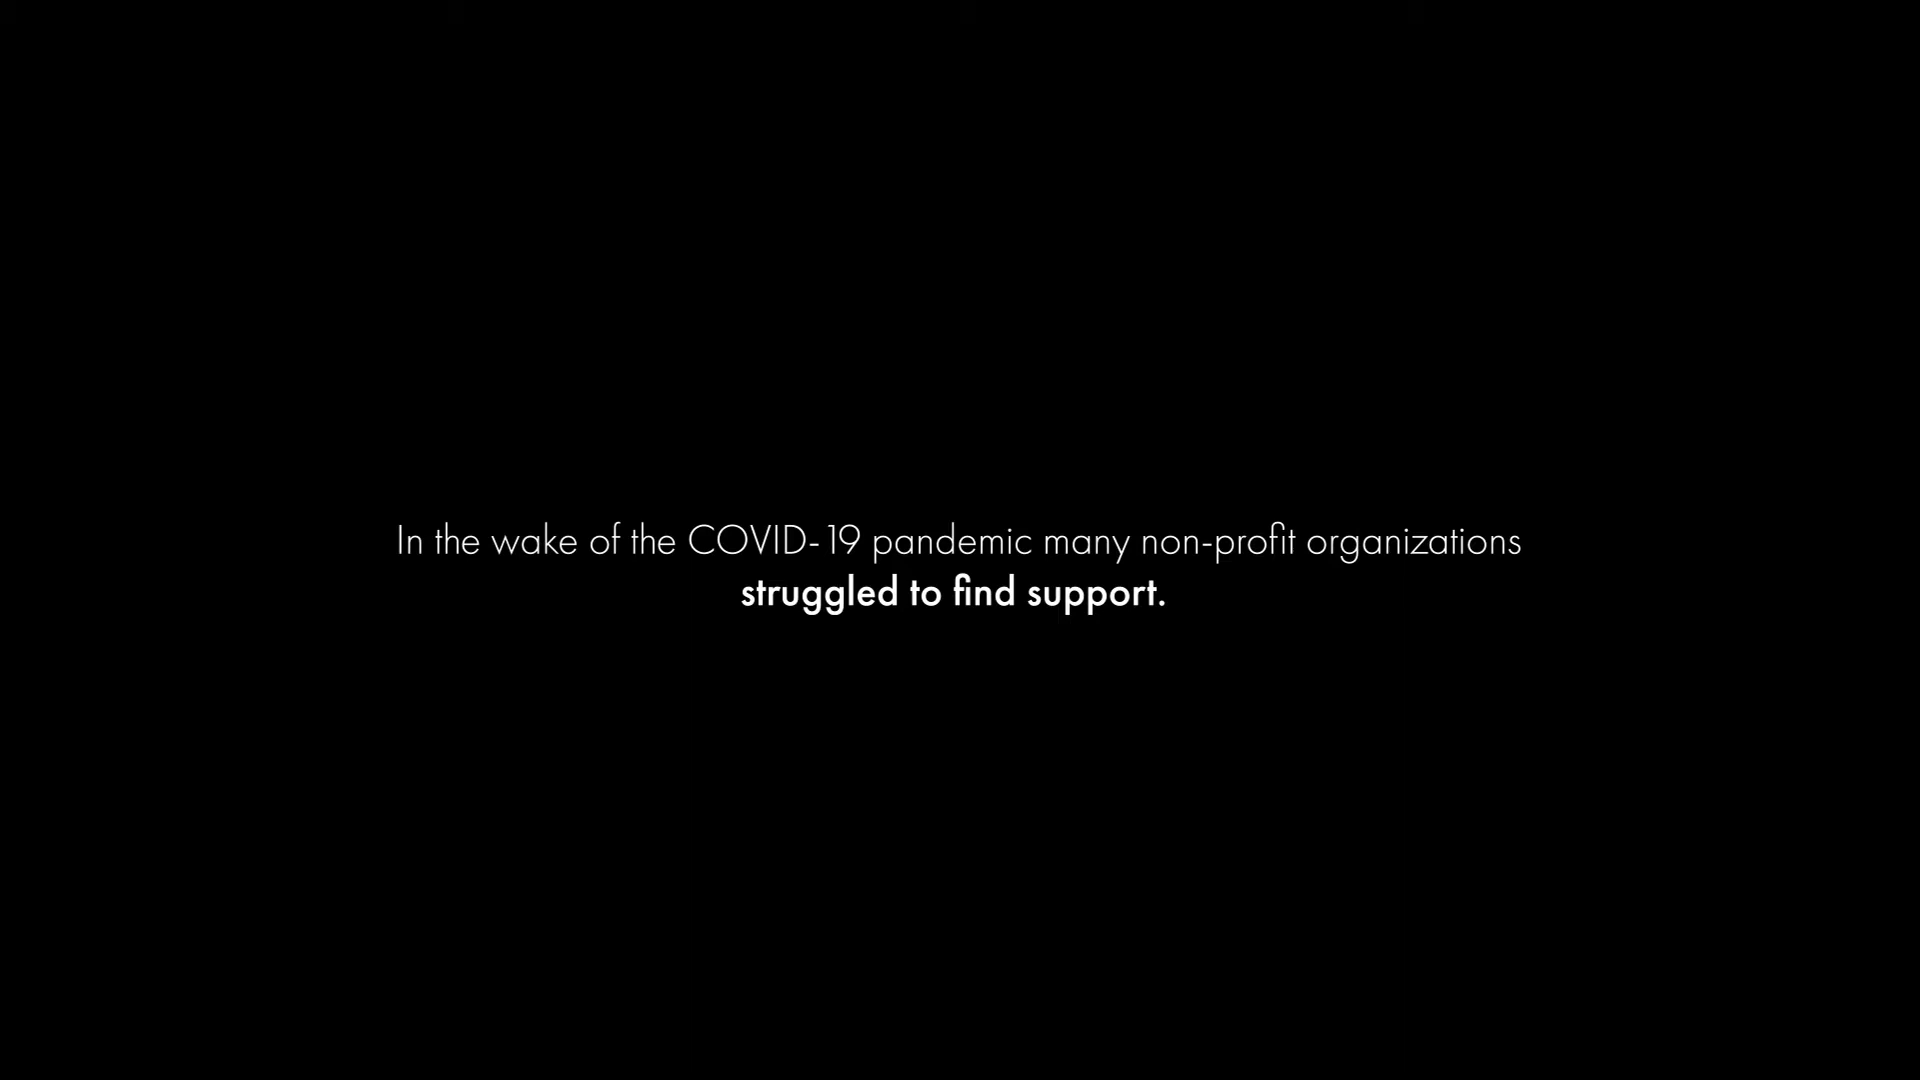 In the wake of the COVID-19 pandemic many non-profit organizations
struggled to find support.